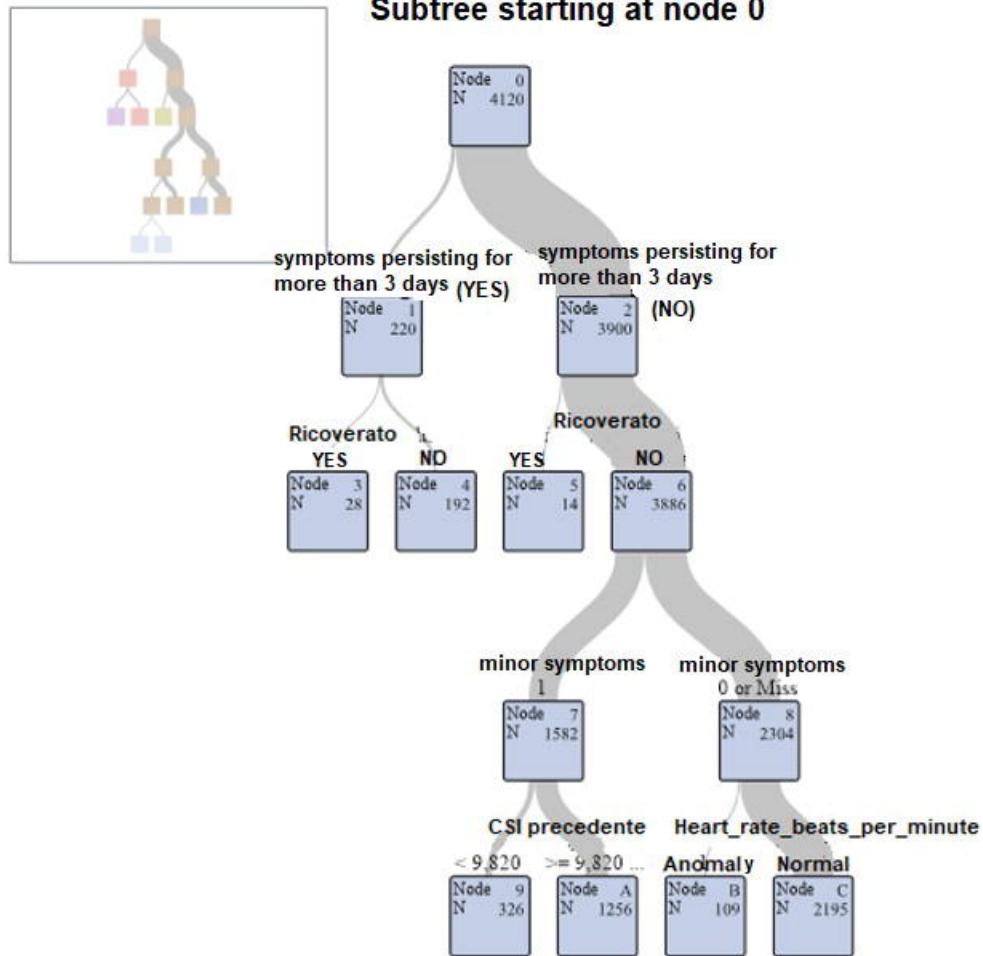 Subtree starting at node 0
Node 0
N 4120
symptoms persisting for
more than 3 days (YES)
symptoms persisting for
more than 3 days
(NO)
Node 1
N 220
Node 2
N 3900
Ricoverato
YES NO
Ricoverato
YES NO
Node 3
N 28
Node 4
N 192
Node 5
N 14
Node 6
N 3886
minor symptoms
1
minor symptoms
0 or Miss
Node 7
N 1582
Node 8
N 2304
CSI precedente
< 9,820 >= 9,820 ...
Heart_rate_beats_per_minute
Anomaly Normal
Node 9
N 326
Node A
N 1256
Node B
N 109
Node C
N 2195